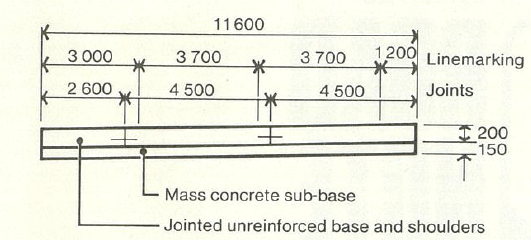 11600
3 000 3 700 3 700 1 200 Linemarking
2 600 4 500 4 500 Joints
200
150
Mass concrete sub-base
Jointed unreinforced base and shoulders